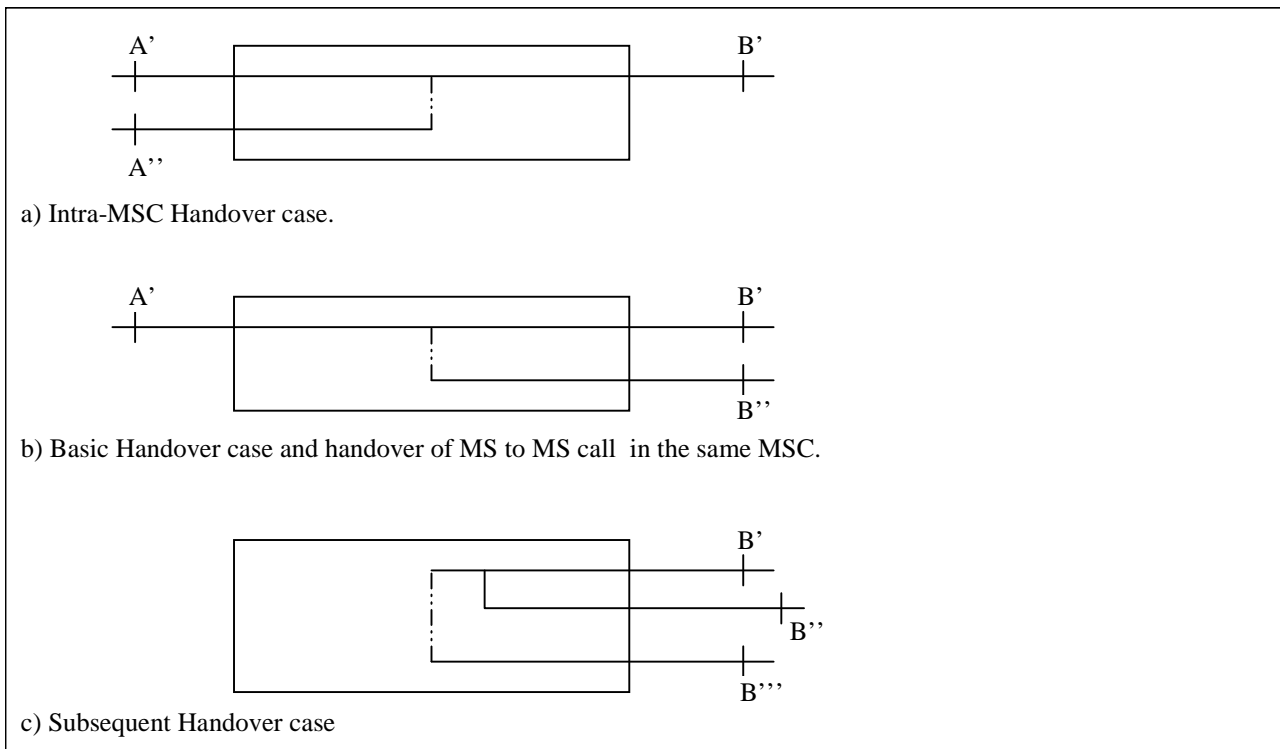 A’ B’
A’’
a) Intra-MSC Handover case.
A’ B’
B’’
b) Basic Handover case and handover of MS to MS call in the same MSC.
B’
B’’
B’’’
c) Subsequent Handover case